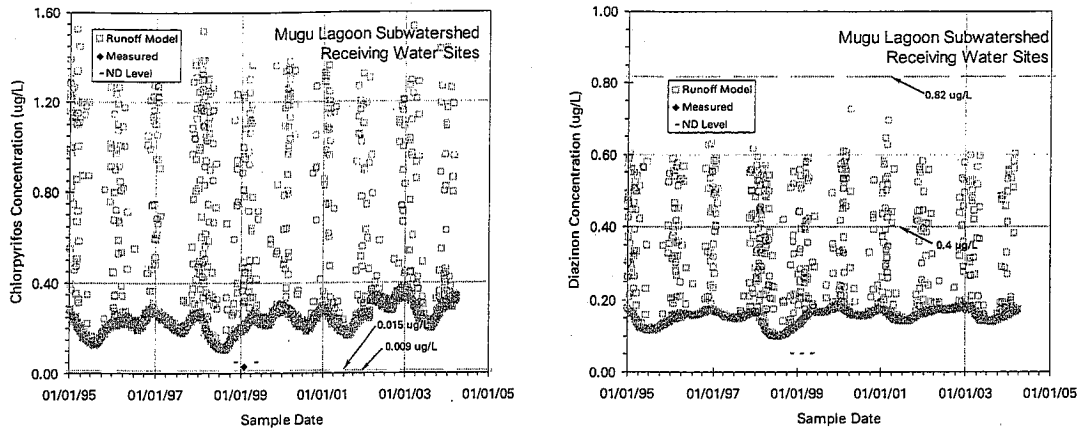 Mugu Lagoon Subwatershed
Receiving Water Sites
Runoff Model
Measured
ND Level
Chlorpyrifos Concentration (ug/L)
1.60
1.20
0.80
0.40
0.00
0.015 ug/L
0.009 ug/L
01/01/95 01/01/97 01/01/99 01/01/01 01/01/03 01/01/05
Sample Date
Mugu Lagoon Subwatershed
Receiving Water Sites
Runoff Model
Measured
ND Level
Diazinon Concentration (ug/L)
1.00
0.80
0.60
0.40
0.20
0.00
0.82 ug/L
0.4 ug/L
01/01/95 01/01/97 01/01/99 01/01/01 01/01/03 01/01/05
Sample Date